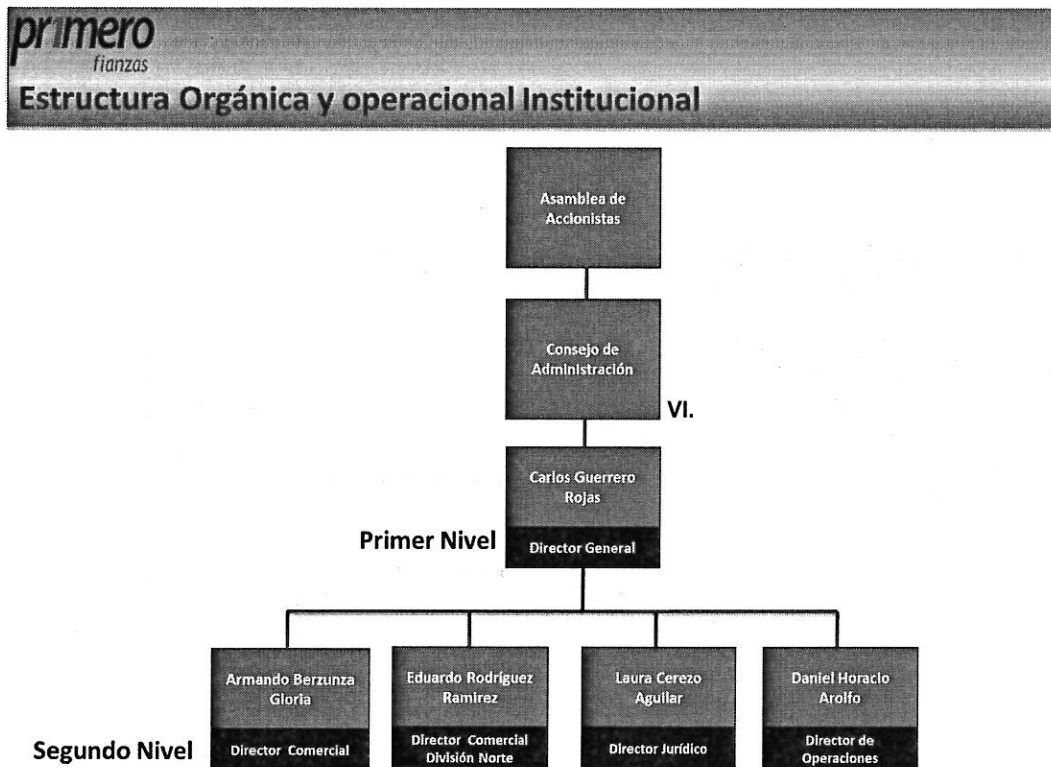 primero
fianzas
Estructura Orgánica y operacional Institucional
Asamblea de
Accionistas
Consejo de
Administración
VI.
Carlos Guerrero
Rojas
Primer Nivel
Director General
Armando Berzunza
Gloria
Director Comercial
Eduardo Rodríguez
Ramirez
Director Comercial
División Norte
Laura Cerezo
Aguilar
Director Jurídico
Daniel Horacio
Arolfo
Director de
Operaciones
Segundo Nivel